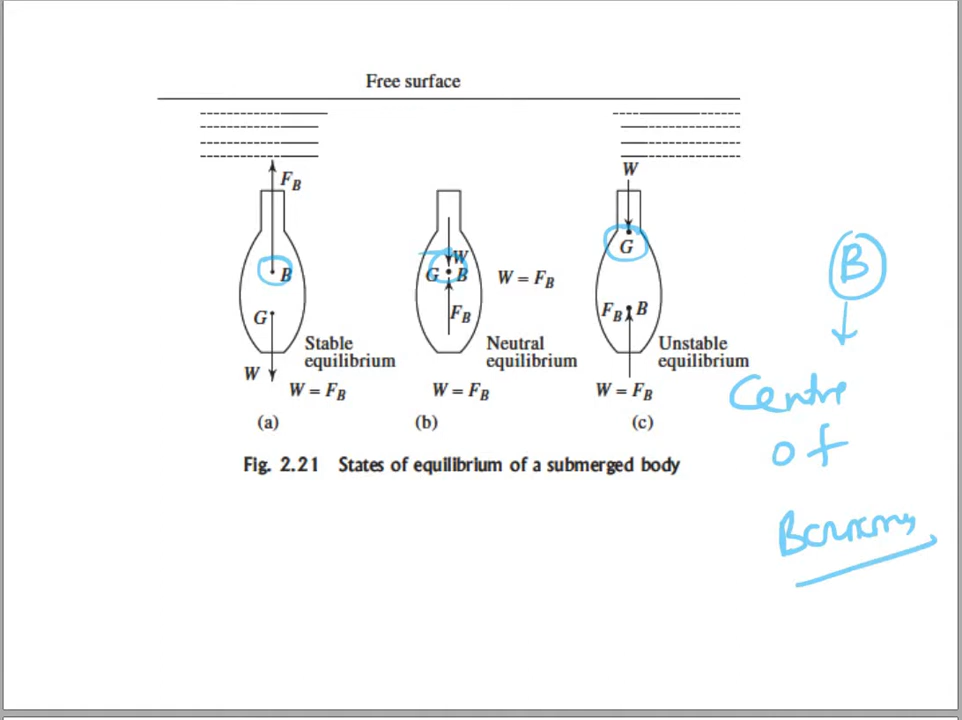 Free surface
F_B
W
W
B
G B
G
B
W = F_B
G
F_B
F_B B
Stable
equilibrium
Neutral
equilibrium
Unstable
equilibrium
W
W = F_B
W = F_B
W = F_B
(a)
(b)
(c)
Centre
of
Fig. 2.21 States of equilibrium of a submerged body